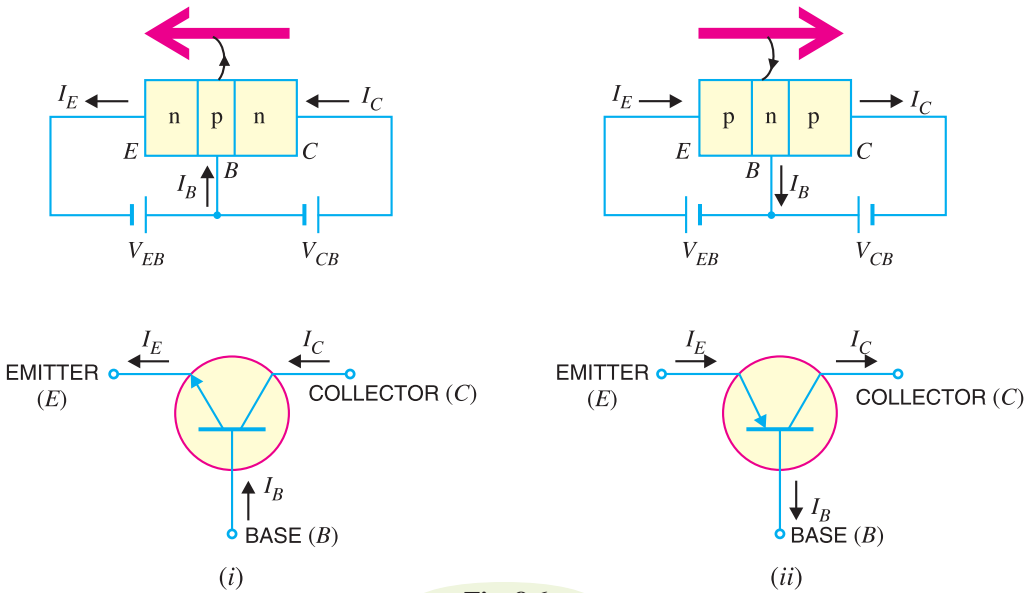 I_E I_C I_E I_C
n p n p n p
E B C E B C
I_B I_B
V_EB V_CB V_EB V_CB
I_E I_C I_E I_C
EMITTER (E) COLLECTOR (C) EMITTER (E) COLLECTOR (C)
I_B I_B
BASE (B) BASE (B)
(i) (ii)